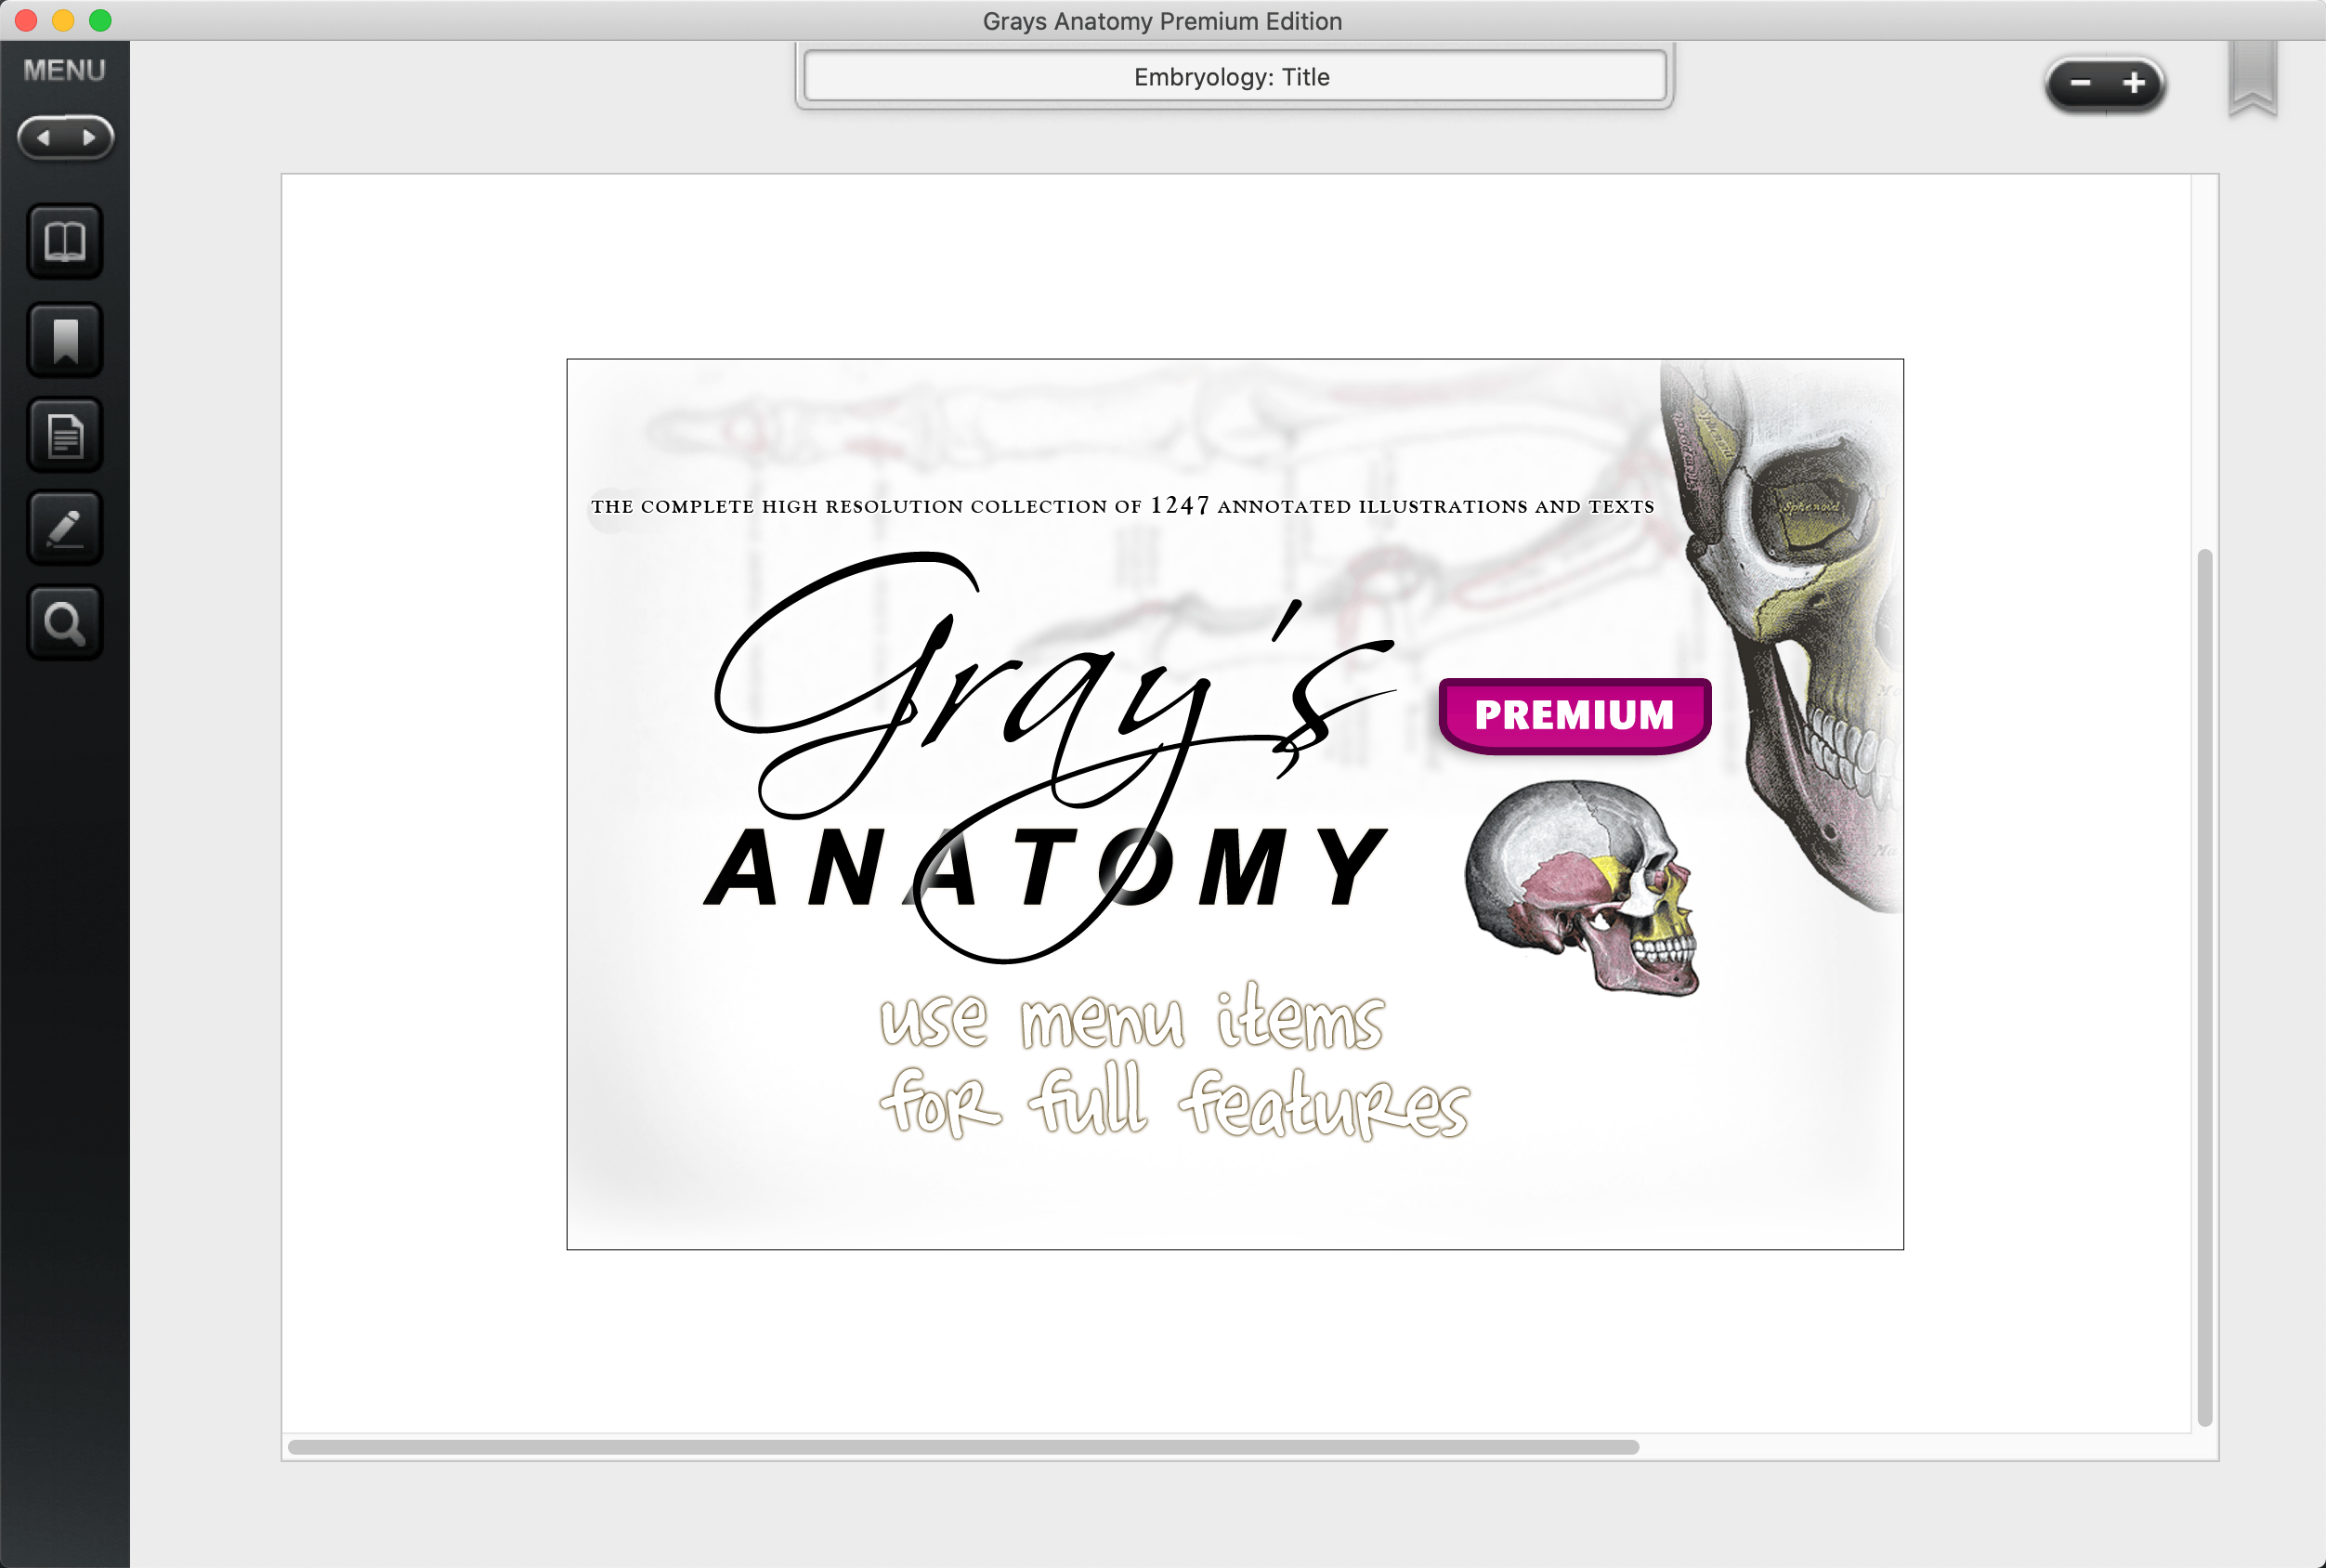 Grays Anatomy Premium Edition
MENU
Embryology: Title
THE COMPLETE HIGH RESOLUTION COLLECTION OF 1247 ANNOTATED ILLUSTRATIONS AND TEXTS
Sphenoid
Gray's
PREMIUM
ANATOMY
use menu items
for full features